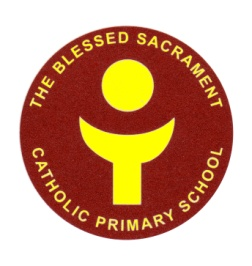 THE BLESSED SACRAMENT
CATHOLIC PRIMARY SCHOOL